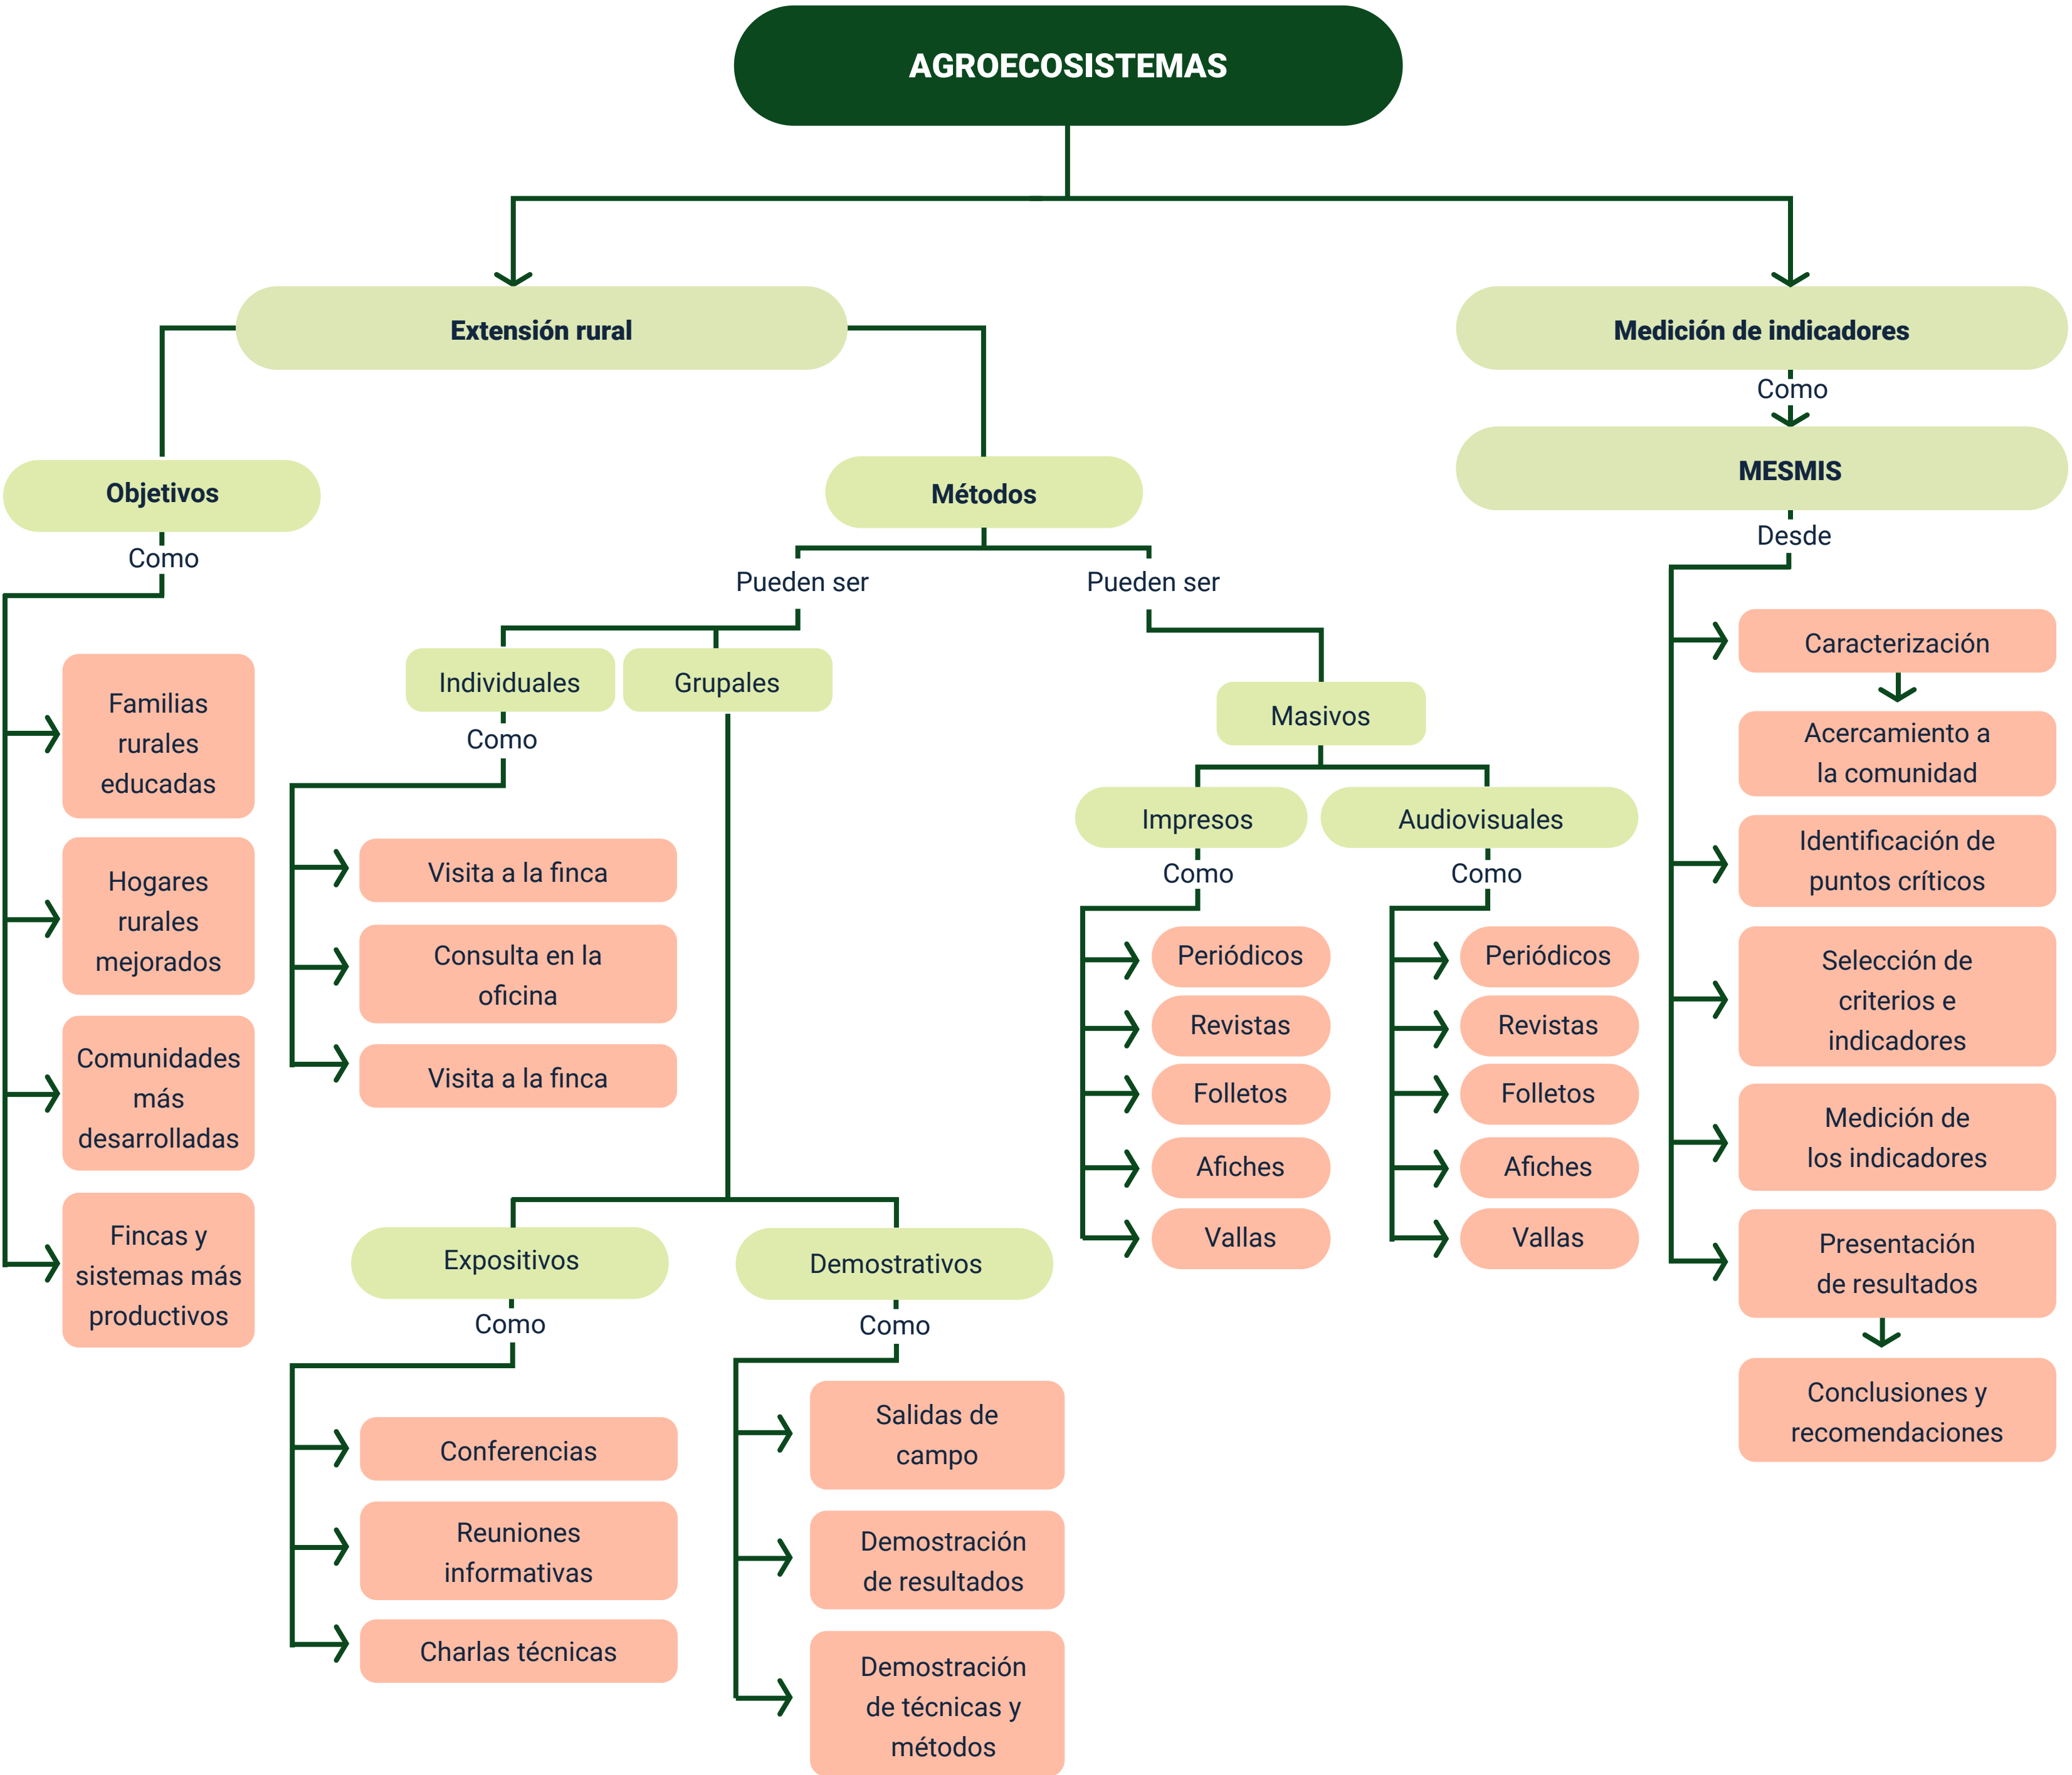 AGROECOSISTEMAS
Extensión rural
Medición de indicadores
Como
MESMIS
Desde
Objetivos
Como
Familias
rurales
educadas
Hogares
rurales
mejorados
Comunidades
más
desarrolladas
Fincas y
sistemas más
productivos
Métodos
Pueden ser
Pueden ser
Individuales
Grupales
Como
Visita a la finca
Consulta en la
oficina
Visita a la finca
Expositivos
Como
Conferencias
Reuniones
informativas
Charlas técnicas
Demostrativos
Como
Salidas de
campo
Demostración
de resultados
Demostración
de técnicas y
métodos
Masivos
Impresos
Como
Periódicos
Revistas
Folletos
Afiches
Vallas
Audiovisuales
Como
Periódicos
Revistas
Folletos
Afiches
Vallas
Caracterización
Acercamiento a
la comunidad
Identificación de
puntos críticos
Selección de
criterios e
indicadores
Medición de
los indicadores
Presentación
de resultados
Conclusiones y
recomendaciones